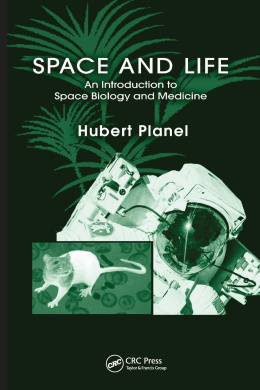 SPACE AND LIFE
An Introduction to
Space Biology and Medicine
Hubert Planel
CRC
CRC Press
Taylor & Francis Group